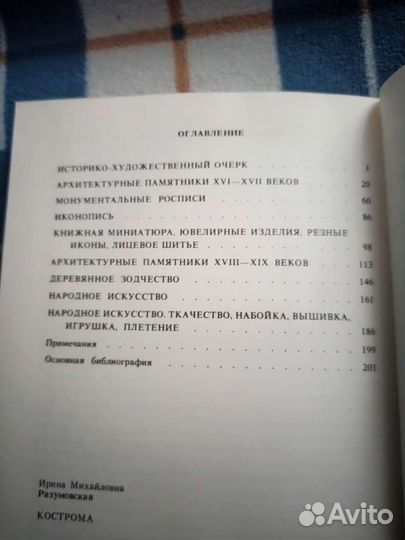 ОГЛАВЛЕНИЕ
ИСТОРИКО-ХУДОЖЕСТВЕННЫЙ ОЧЕРК . . . . . . . 3
АРХИТЕКТУРНЫЕ ПАМЯТНИКИ XVI—XVII ВЕКОВ . . . . 20
МОНУМЕНТАЛЬНЫЕ РОСПИСИ . . . . . . . . . 60
ИКОНОПИСЬ . . . . . . . . . . . . . . 86
КНИЖНАЯ МИНИАТЮРА, ЮВЕЛИРНЫЕ ИЗДЕЛИЯ, РЕЗНЫЕ
ИКОНЫ, ЛИЦЕВОЕ ШИТЬЕ . . . . . . . . . 98
АРХИТЕКТУРНЫЕ ПАМЯТНИКИ XVIII—XIX ВЕКОВ . . . 113
ДЕРЕВЯННОЕ ЗОДЧЕСТВО . . . . . . . . . . 146
НАРОДНОЕ ИСКУССТВО . . . . . . . . . . . 161
НАРОДНОЕ ИСКУССТВО. ТКАЧЕСТВО, НАБОЙКА, ВЫШИВКА,
ИГРУШКА, ПЛЕТЕНИЕ . . . . . . . . . . 186
Примечания . . . . . . . . . . . . . . 199
Основная библиография . . . . . . . . . . 201
Ирина Михайловна
Разумовская
КОСТРОМА
Avito